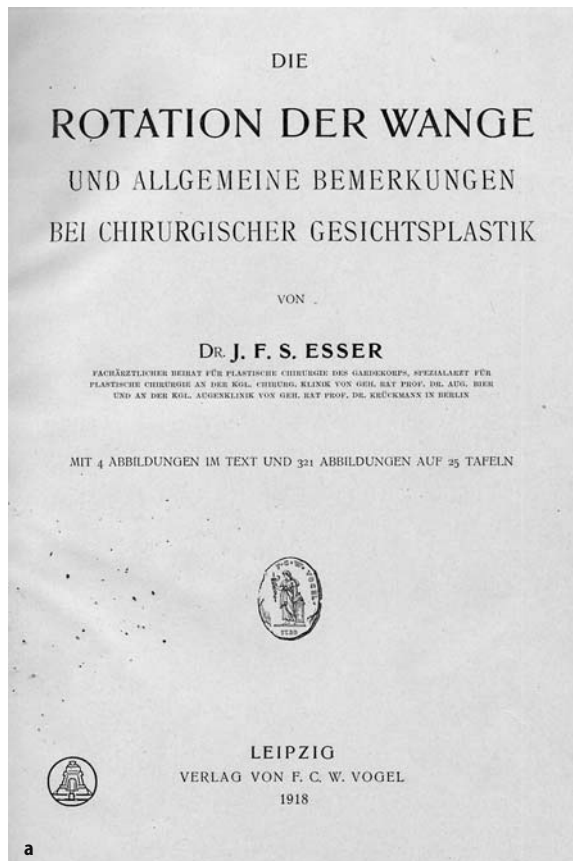 DIE
ROTATION DER WANGE
UND ALLGEMEINE BEMERKUNGEN
BEI CHIRURGISCHER GESICHTSPLASTIK
VON
DR. J. F. S. ESSER
FACHÄRZTLICHER BEIRAT FÜR PLASTISCHE CHIRURGIE DES GARDEKORPS, SPEZIALARZT FÜR
PLASTISCHE CHIRURGIE AN DER KGL. CHIRURG. KLINIK VON GEH. RAT PROF. DR. AUG. BIER
UND AN DER KGL. AUGENKLINIK VON GEH. RAT PROF. DR. KRÜCKMANN IN BERLIN
MIT 4 ABBILDUNGEN IM TEXT UND 321 ABBILDUNGEN AUF 25 TAFELN
F·C·W·VOGEL·
LEIPZIG
VERLAG VON F. C. W. VOGEL
1918
a